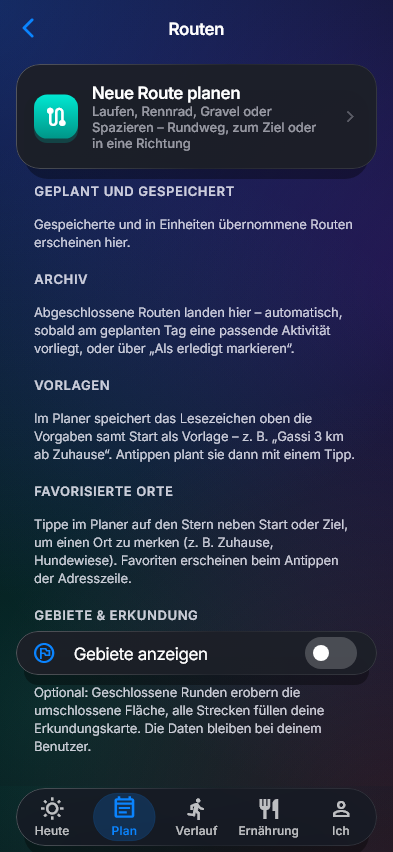 Routen
Neue Route planen
Laufen, Rennrad, Gravel oder
Spazieren – Rundweg, zum Ziel oder
in eine Richtung
GEPLANT UND GESPEICHERT
Gespeicherte und in Einheiten übernommene Routen
erscheinen hier.
ARCHIV
Abgeschlossene Routen landen hier – automatisch,
sobald am geplanten Tag eine passende Aktivität
vorliegt, oder über „Als erledigt markieren“.
VORLAGEN
Im Planer speichert das Lesezeichen oben die
Vorgaben samt Start als Vorlage – z. B. „Gassi 3 km
ab Zuhause“. Antippen plant sie dann mit einem Tipp.
FAVORISIERTE ORTE
Tippe im Planer auf den Stern neben Start oder Ziel,
um einen Ort zu merken (z. B. Zuhause,
Hundewiese). Favoriten erscheinen beim Antippen
der Adresszeile.
GEBIETE & ERKUNDUNG
Gebiete anzeigen
Optional: Geschlossene Runden erobern die
umschlossene Fläche, alle Strecken füllen deine
Erkundungskarte. Die Daten bleiben bei deinem
Benutzer.
Heute
Plan
Verlauf
Ernährung
Ich